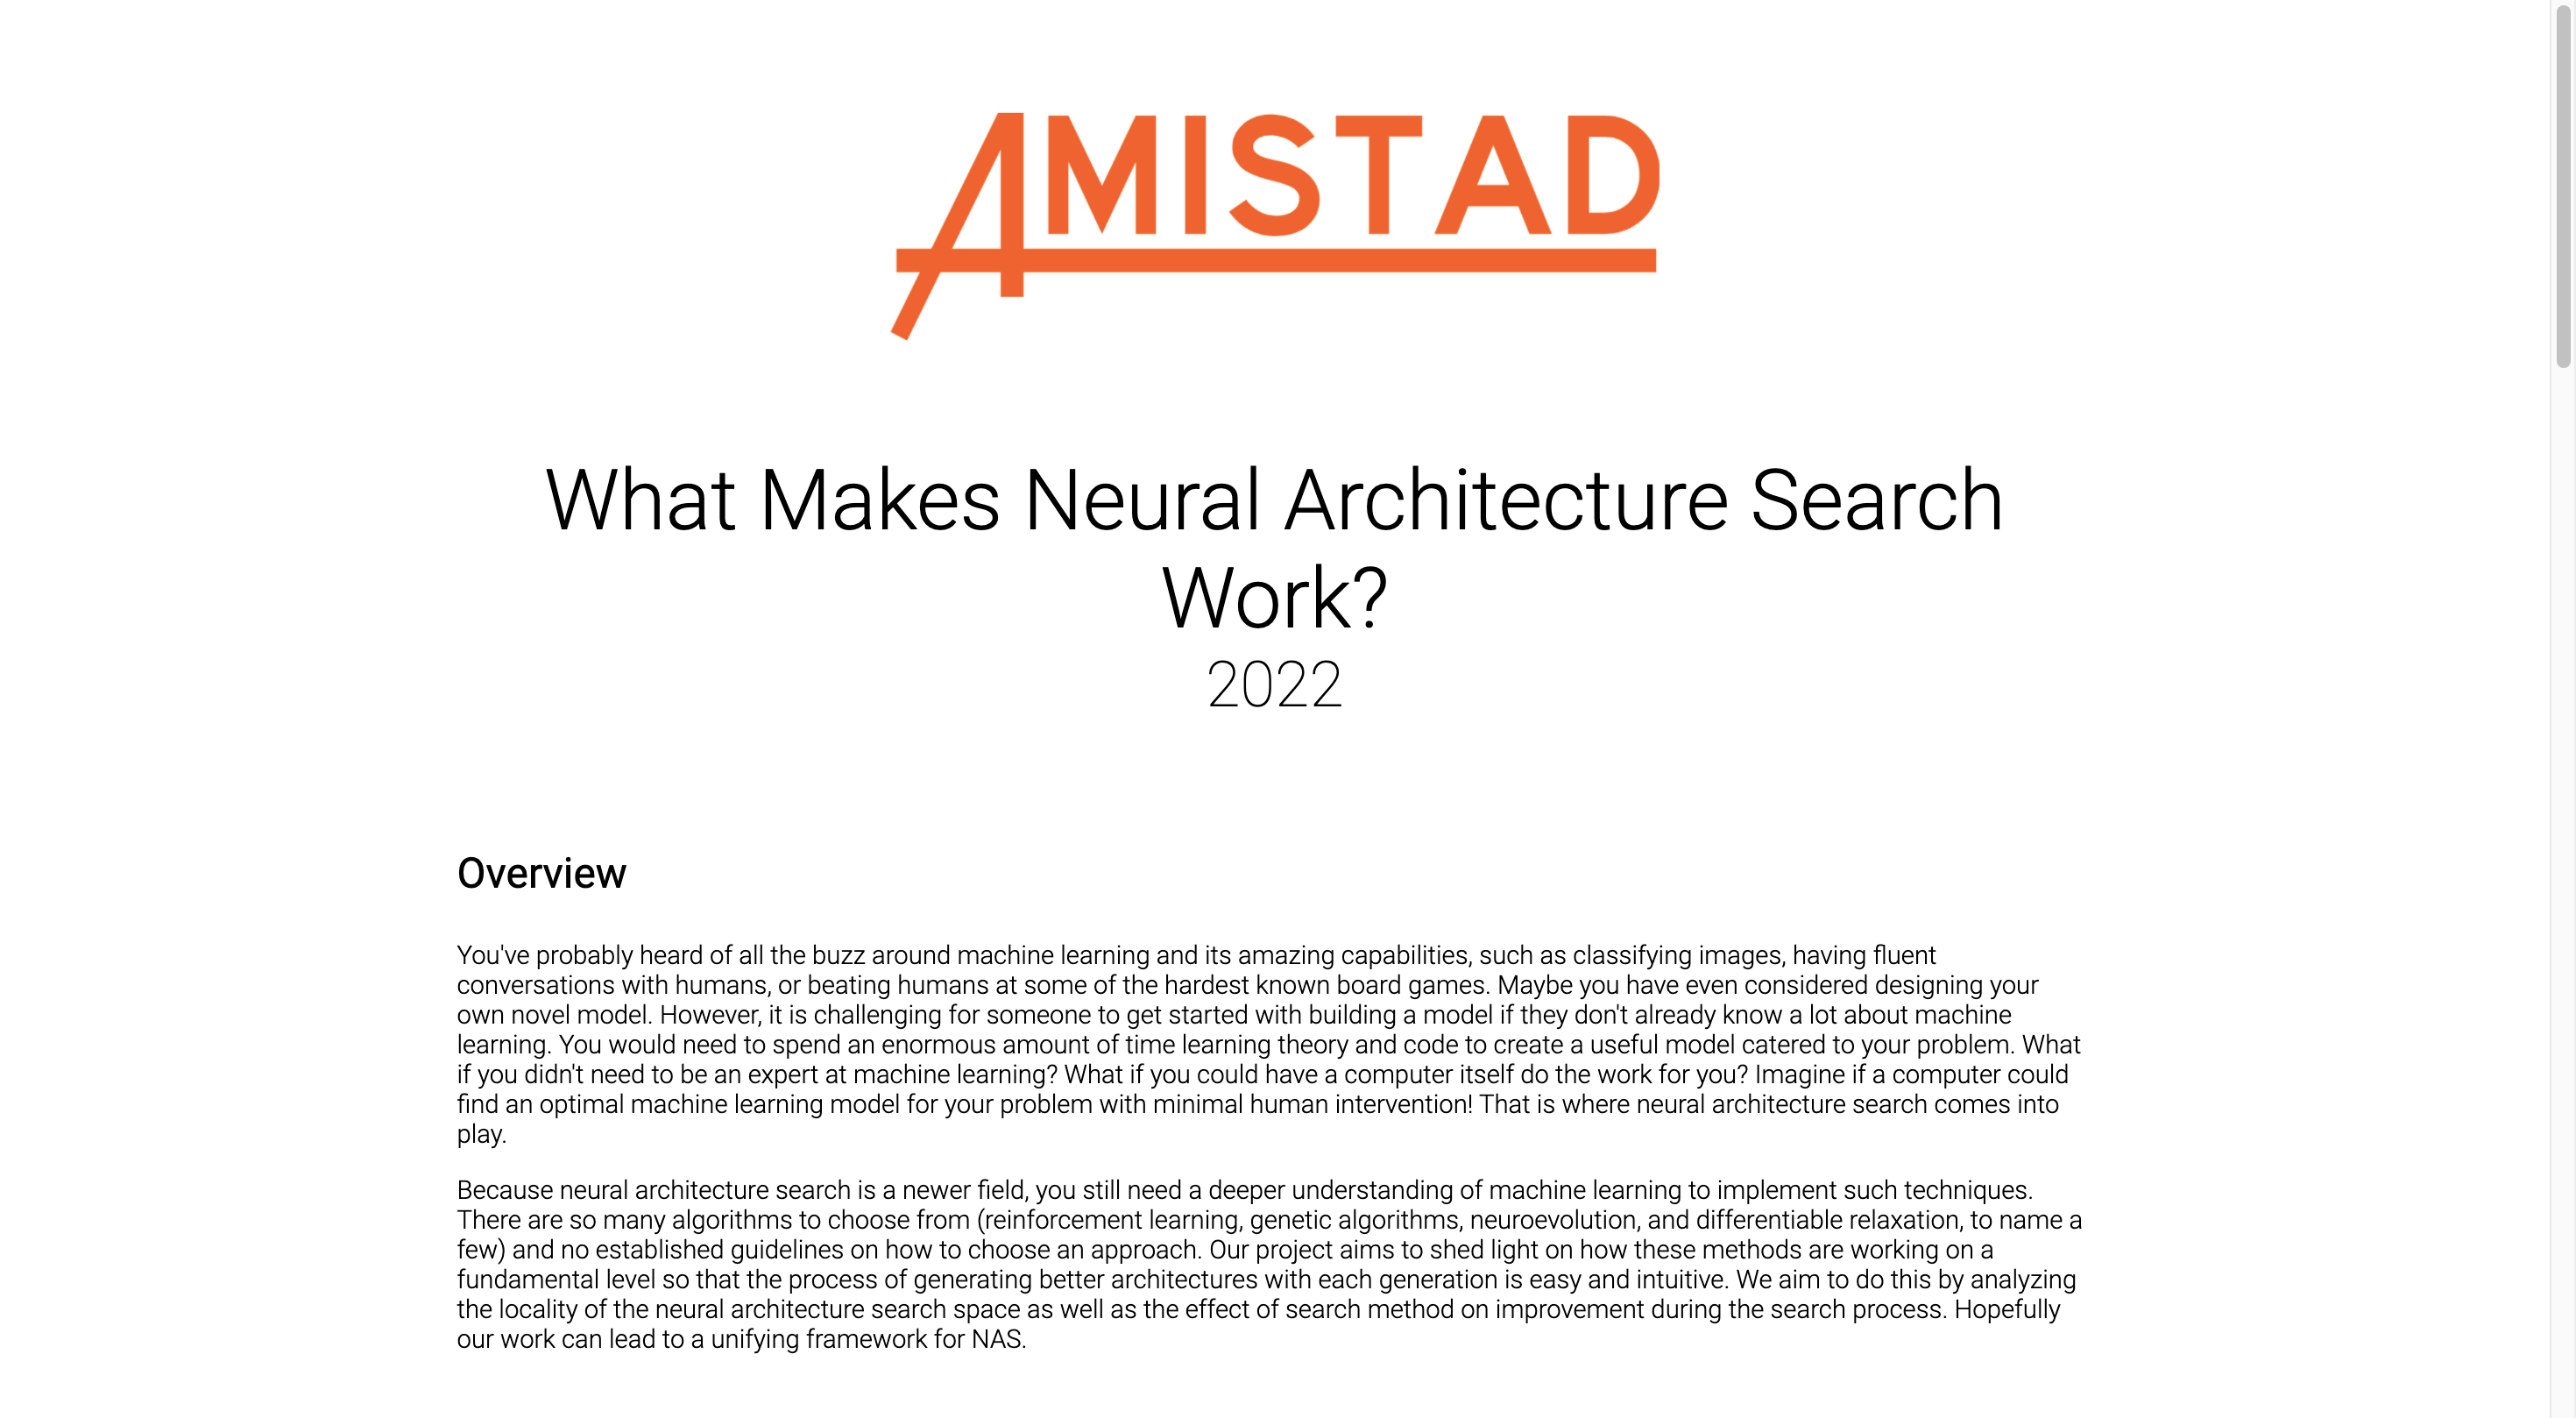 AMISTAD
What Makes Neural Architecture Search
Work?
2022
Overview
You've probably heard of all the buzz around machine learning and its amazing capabilities, such as classifying images, having fluent
conversations with humans, or beating humans at some of the hardest known board games. Maybe you have even considered designing your
own novel model. However, it is challenging for someone to get started with building a model if they don't already know a lot about machine
learning. You would need to spend an enormous amount of time learning theory and code to create a useful model catered to your problem. What
if you didn't need to be an expert at machine learning? What if you could have a computer itself do the work for you? Imagine if a computer could
find an optimal machine learning model for your problem with minimal human intervention! That is where neural architecture search comes into
play.
Because neural architecture search is a newer field, you still need a deeper understanding of machine learning to implement such techniques.
There are so many algorithms to choose from (reinforcement learning, genetic algorithms, neuroevolution, and differentiable relaxation, to name a
few) and no established guidelines on how to choose an approach. Our project aims to shed light on how these methods are working on a
fundamental level so that the process of generating better architectures with each generation is easy and intuitive. We aim to do this by analyzing
the locality of the neural architecture search space as well as the effect of search method on improvement during the search process. Hopefully
our work can lead to a unifying framework for NAS.